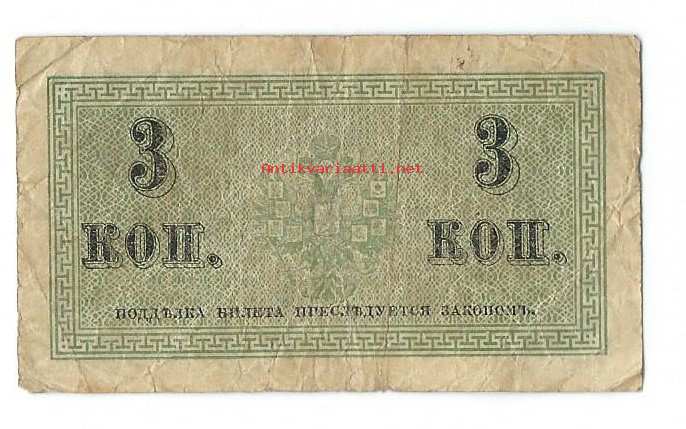 3 3
Antikvariaatti.net
КОП. КОП.
ПОДДѢЛКА БИЛЕТА ПРЕСЛѢДУЕТСЯ ЗАКОНОМЪ.